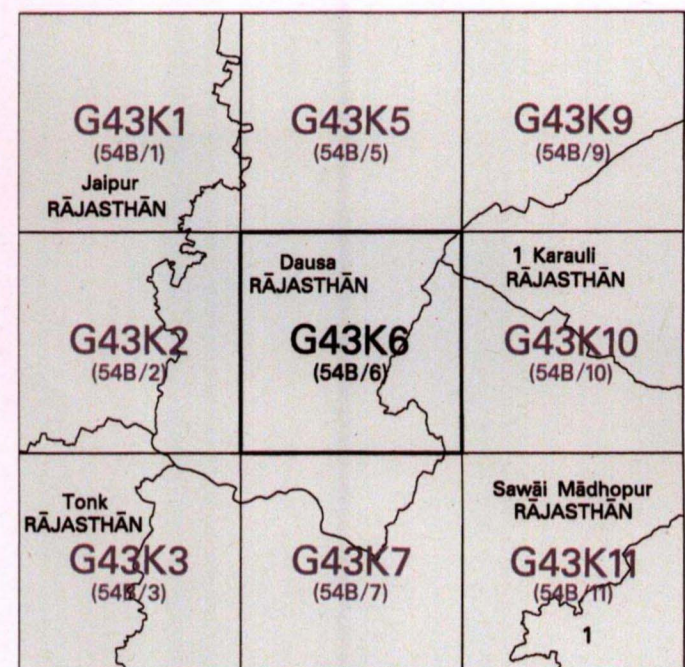 G43K1
(54B/1)
Jaipur
RĀJASTHĀN
G43K5
(54B/5)
G43K9
(54B/9)
G43K2
(54B/2)
Dausa
RĀJASTHĀN
G43K6
(54B/6)
1 Karauli
RĀJASTHĀN
G43K10
(54B/10)
Tonk
RĀJASTHĀN
G43K3
(54B/3)
G43K7
(54B/7)
Sawāi Mādhopur
RĀJASTHĀN
G43K11
(54B/11)
1